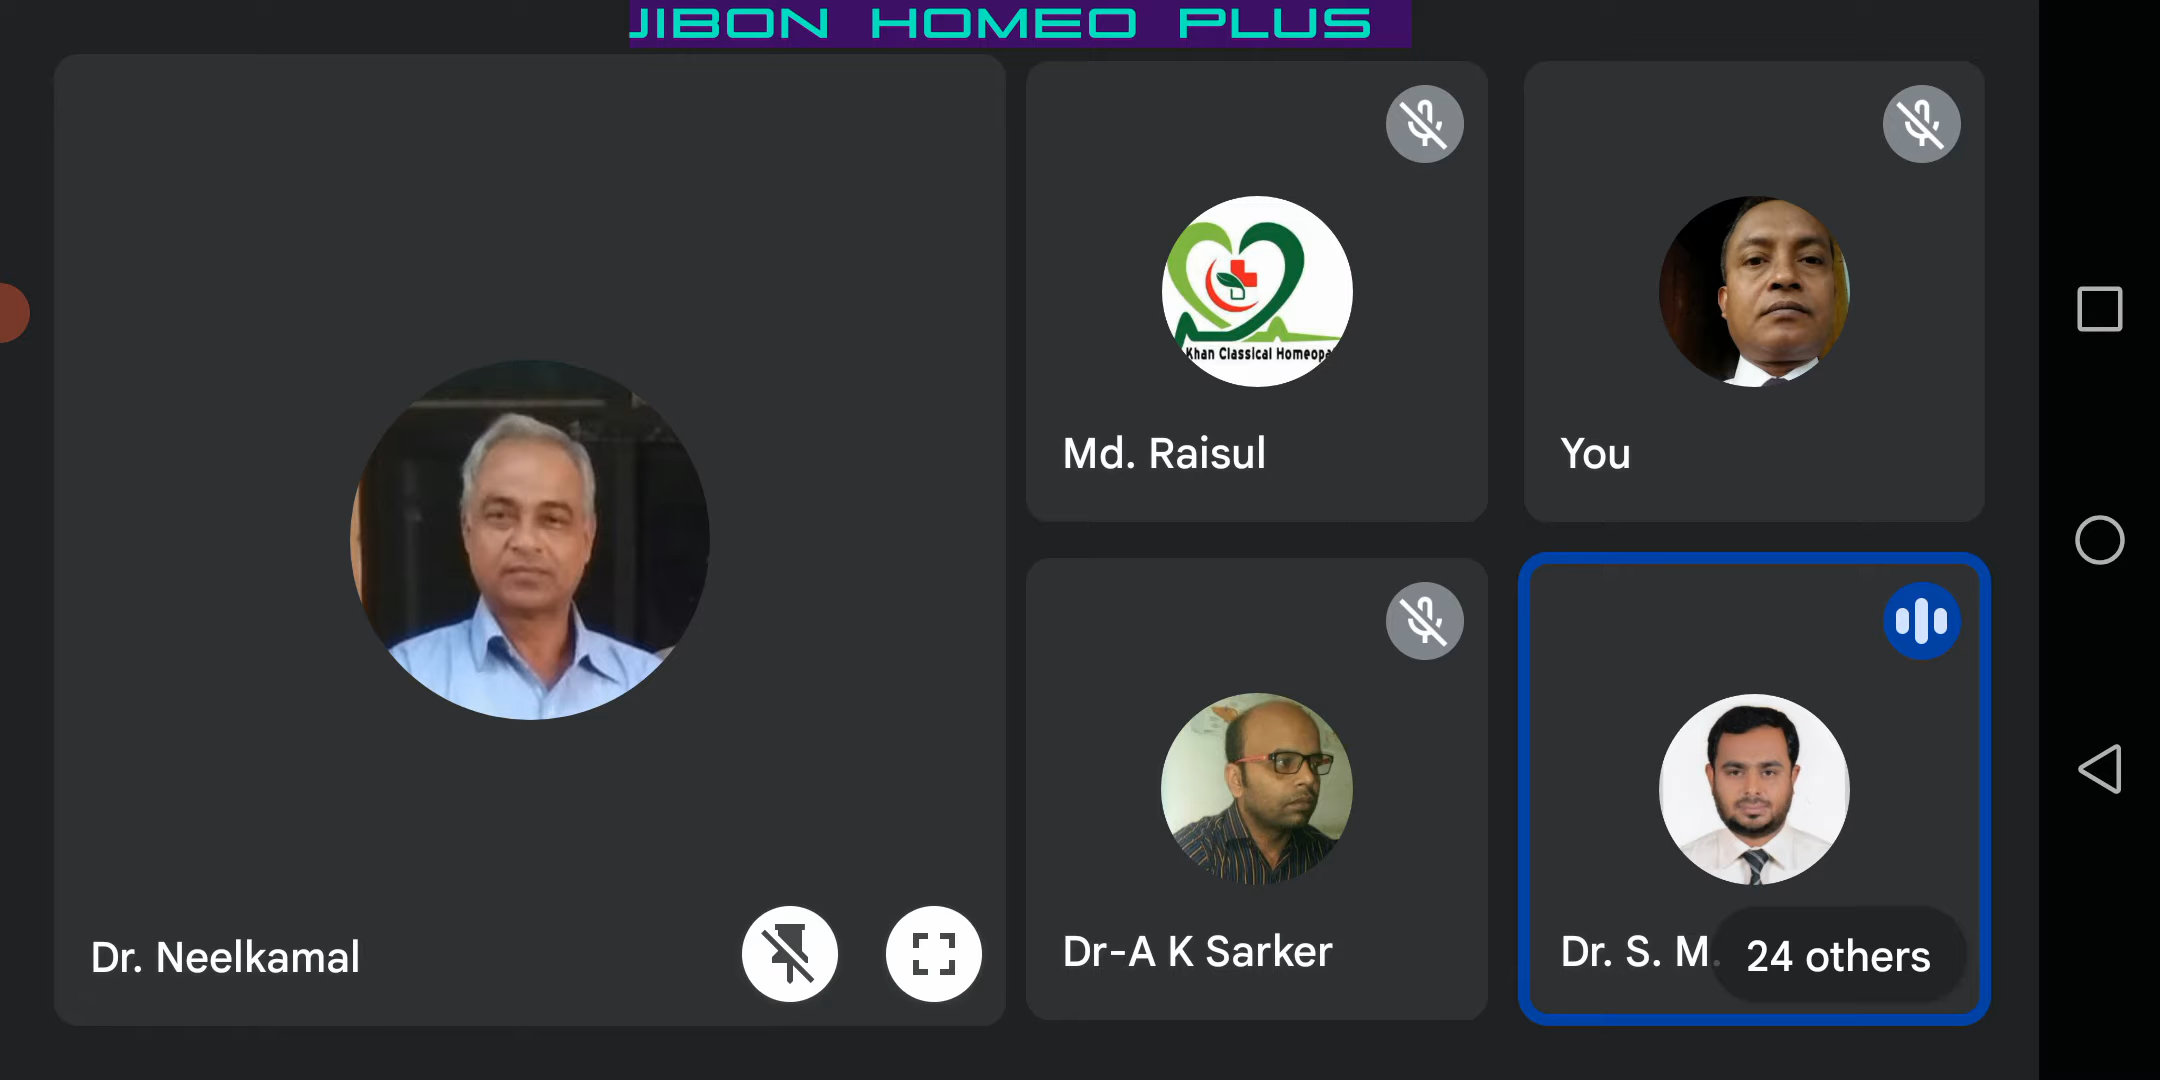 JIBON HOMEO PLUS
Khan Classical Homeopa
Md. Raisul
You
Dr. Neelkamal
Dr-A K Sarker
Dr. S. M.
24 others